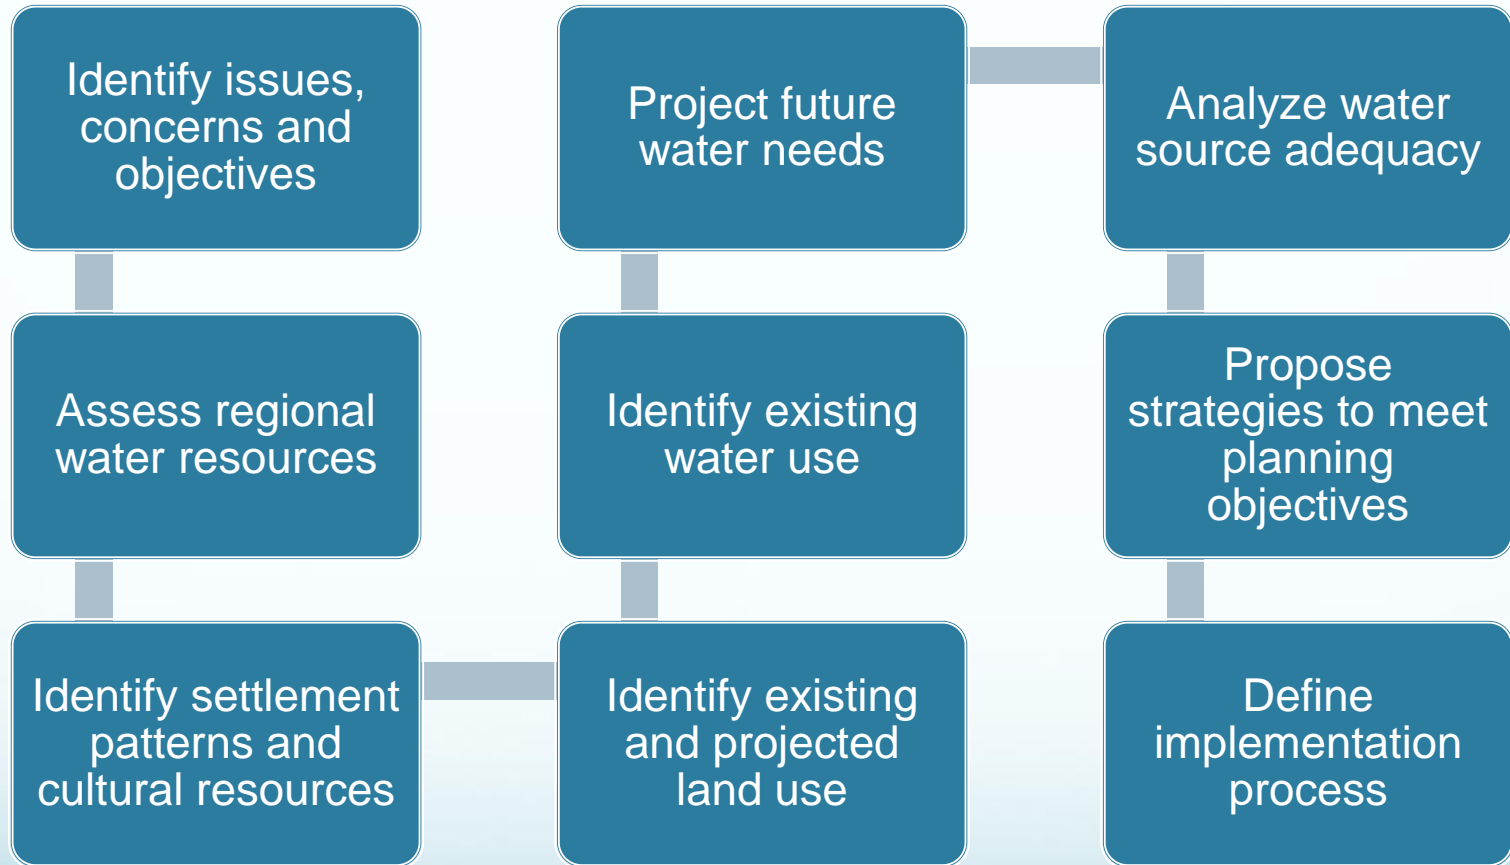 Identify issues,
concerns and
objectives
Assess regional
water resources
Identify settlement
patterns and
cultural resources
Identify existing
and projected
land use
Identify existing
water use
Project future
water needs
Analyze water
source adequacy
Propose
strategies to meet
planning
objectives
Define
implementation
process